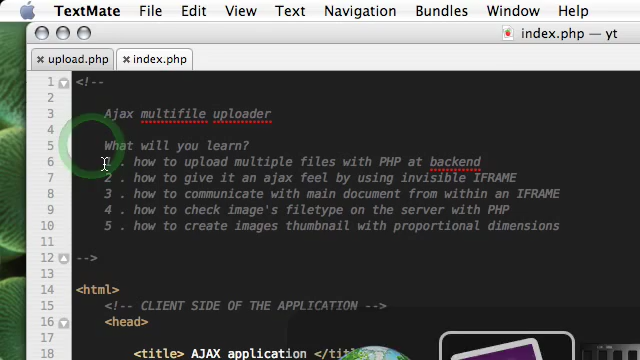 TextMate File Edit View Text Navigation Bundles Window
index.php — yt
upload.php index.php
1 <!--
2
3 Ajax multifile uploader
4
5 What will you learn?
6 1 . how to upload multiple files with PHP at backend
7 2 . how to give it an ajax feel by using invisible IFRAME
8 3 . how to communicate with main document from within an IFRAME
9 4 . how to check image's filetype on the server with PHP
10 5 . how to create images thumbnail with proportional dimensions
11
12 -->
13
14 <html>
15 <!-- CLIENT SIDE OF THE APPLICATION -->
16 <head>
17
18 <title> AJAX application </title>